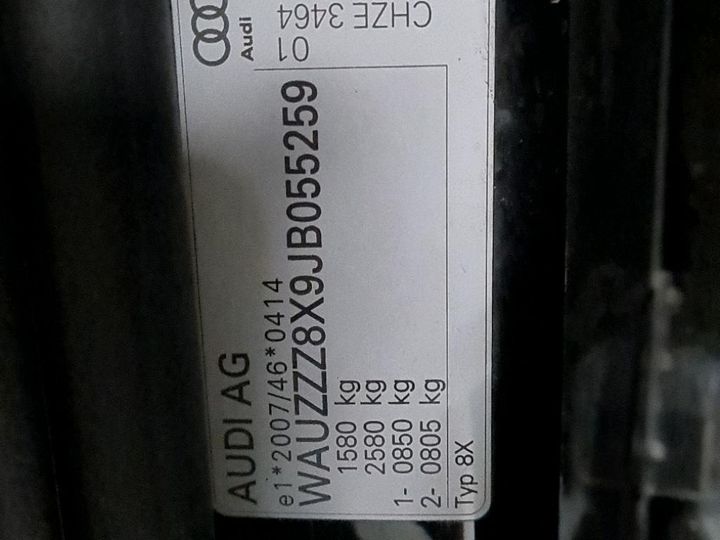 AUDI AG
Audi
e1*2007/46*0414
01
CHZE 3464
WAUZZZ8X9JB055259
1580 kg
2580 kg
1- 0850 kg
2- 0805 kg
Typ 8X